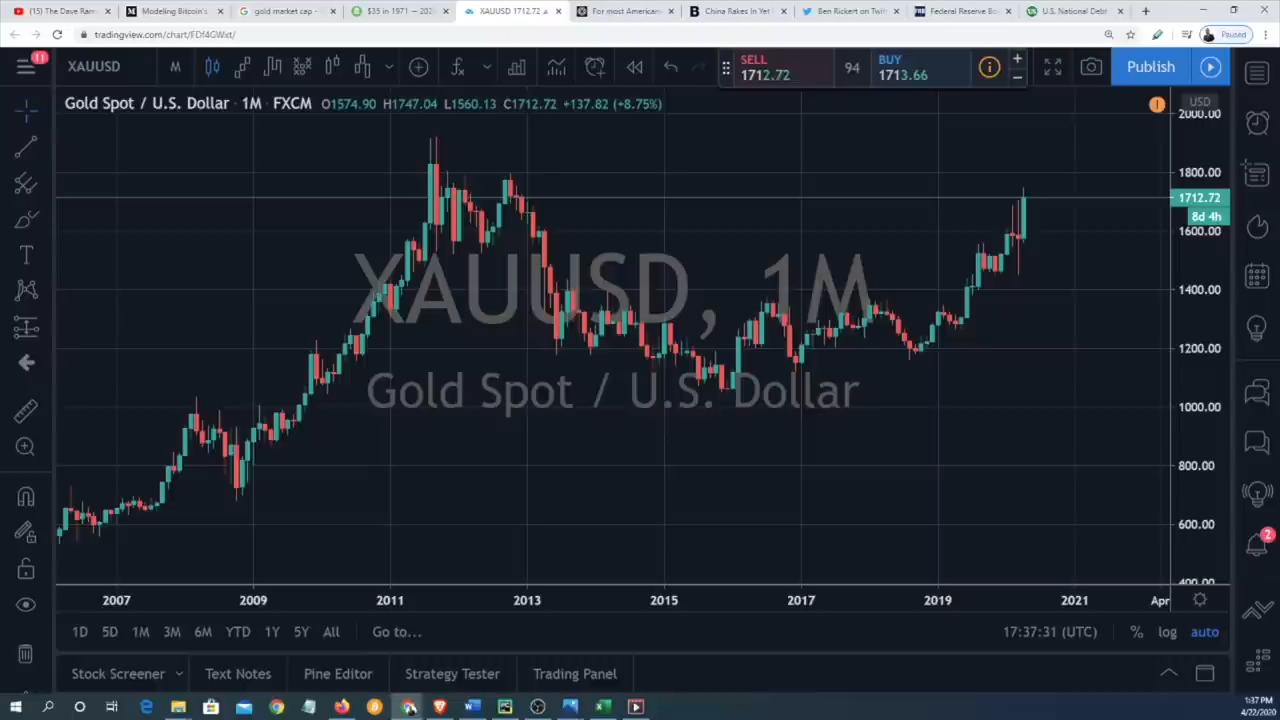 (15) The Dave Ram
Modeling Bitcoin's
gold market cap -
$35 in 1971 — 202
XAUUSD 1712.72
For most American
China Rakes In Yet
Ben Rickert on Twit
Federal Reserve Bo
U.S. National Debt
tradingview.com/chart/FDf4GWxt/
Paused
11
XAUUSD
M
SELL
1712.72
94
BUY
1713.66
Publish
Gold Spot / U.S. Dollar · 1M · FXCM O1574.90 H1747.04 L1560.13 C1712.72 +137.82 (+8.75%)
USD
2000.00
1800.00
1712.72
8d 4h
1600.00
1400.00
1200.00
1000.00
800.00
600.00
400.00
XAUUSD, 1M
Gold Spot / U.S. Dollar
2007 2009 2011 2013 2015 2017 2019 2021 Apr
1D 5D 1M 3M 6M YTD 1Y 5Y All Go to... 17:37:31 (UTC) % log auto
2
Stock Screener Text Notes Pine Editor Strategy Tester Trading Panel
1:37 PM
4/22/2020